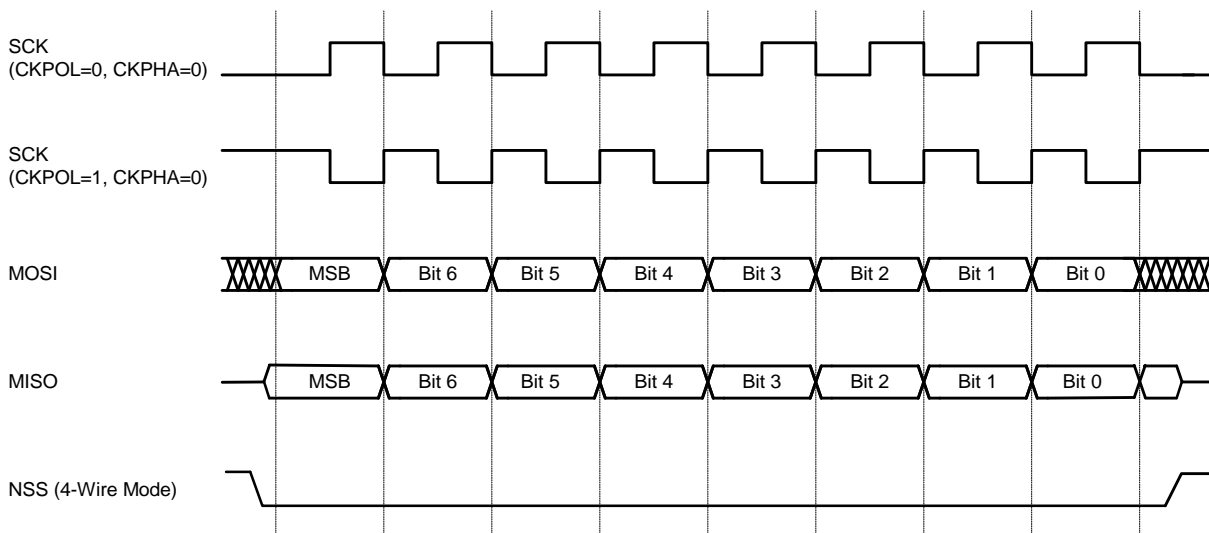 SCK
(CKPOL=0, CKPHA=0)
SCK
(CKPOL=1, CKPHA=0)
MOSI MSB Bit 6 Bit 5 Bit 4 Bit 3 Bit 2 Bit 1 Bit 0
MISO MSB Bit 6 Bit 5 Bit 4 Bit 3 Bit 2 Bit 1 Bit 0
NSS (4-Wire Mode)